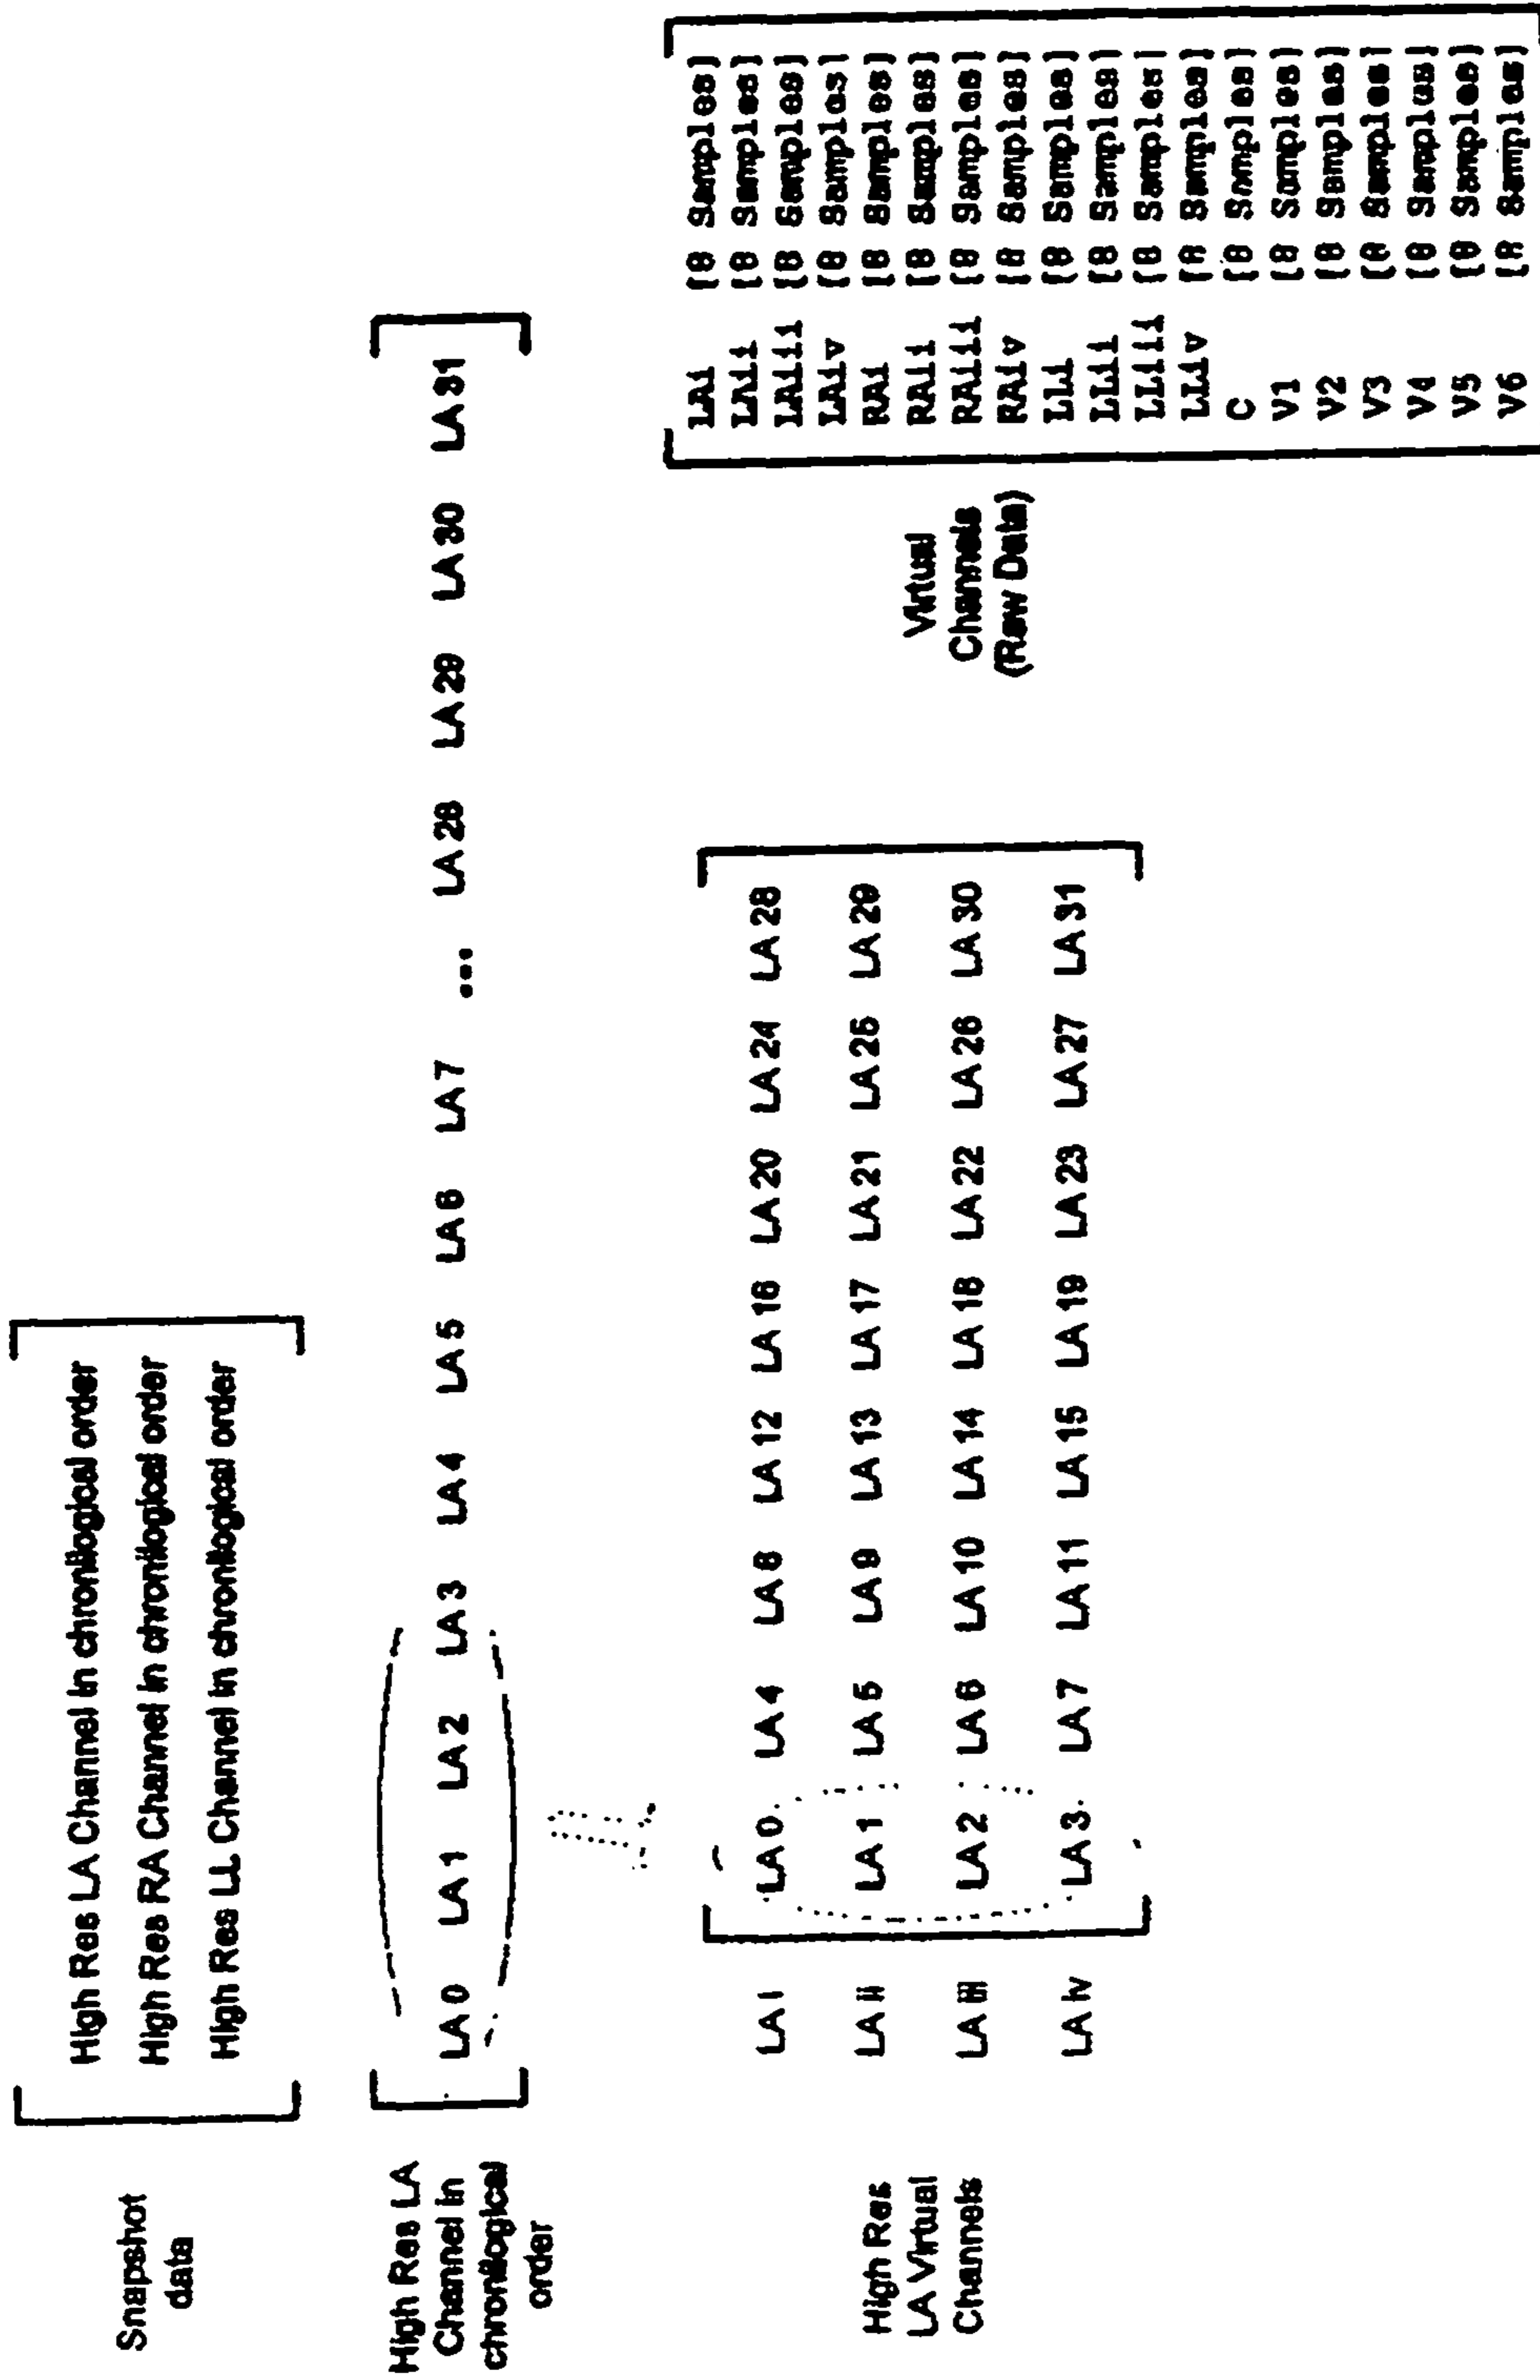 Snapshot
data
High Res LA Channel in chronlogical order
High Res RA Channel in chronlogical order
High Res LL Channel in chronlogical order
High Res LA
Channel in
chronlogical
order
LA 0 LA 1 LA 2 LA 3 LA 4 LA 5 LA 6 LA 7 ... LA 28 LA 29 LA 30 LA 31
High Res
LA Virtual
Channels
LA i LA 0 LA 4 LA 8 LA 12 LA 16 LA 20 LA 24 LA 28
LA ii LA 1 LA 5 LA 9 LA 13 LA 17 LA 21 LA 25 LA 29
LA iii LA 2 LA 6 LA 10 LA 14 LA 18 LA 22 LA 26 LA 30
LA iv LA 3 LA 7 LA 11 LA 15 LA 19 LA 23 LA 27 LA 31
Virtual
Channels
(Raw Data)
LAi [8 Samples]
LAii [8 Samples]
LAiii [8 Samples]
LAiv [8 Samples]
RAi [8 Samples]
RAii [8 Samples]
RAiii [8 Samples]
RAiv [8 Samples]
LLi [8 Samples]
LLii [8 Samples]
LLiii [8 Samples]
LLiv [8 Samples]
C [8 Samples]
V1 [8 Samples]
V2 [8 Samples]
V3 [8 Samples]
V4 [8 Samples]
V5 [8 Samples]
V6 [8 Samples]